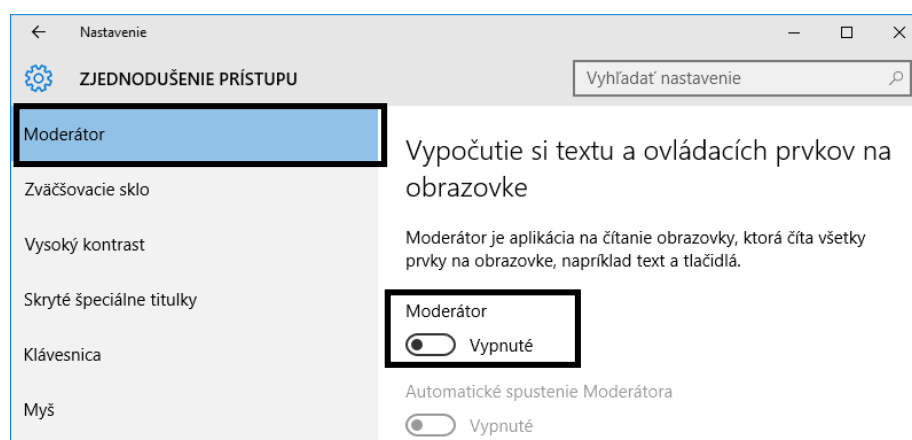 Nastavenie
ZJEDNODUŠENIE PRÍSTUPU
Vyhľadať nastavenie
Moderátor
Zväčšovacie sklo
Vysoký kontrast
Skryté špeciálne titulky
Klávesnica
Myš
Vypočutie si textu a ovládacích prvkov na
obrazovke
Moderátor je aplikácia na čítanie obrazovky, ktorá číta všetky
prvky na obrazovke, napríklad text a tlačidlá.
Moderátor
Vypnuté
Automatické spustenie Moderátora
Vypnuté